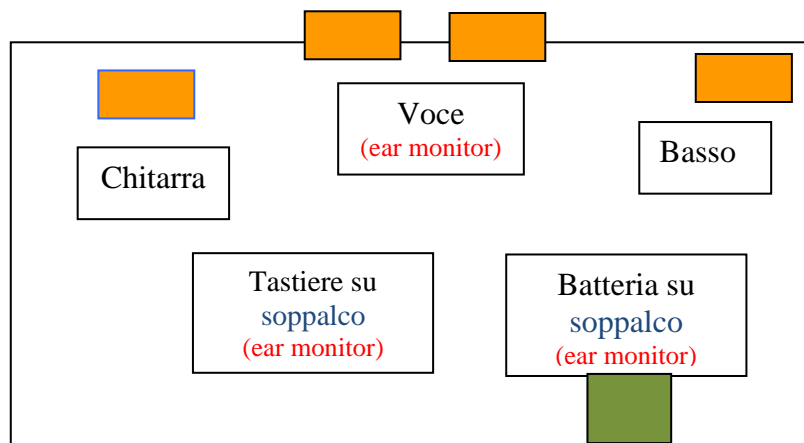 Voce
(ear monitor)
Chitarra
Basso
Tastiere su
soppalco
(ear monitor)
Batteria su
soppalco
(ear monitor)